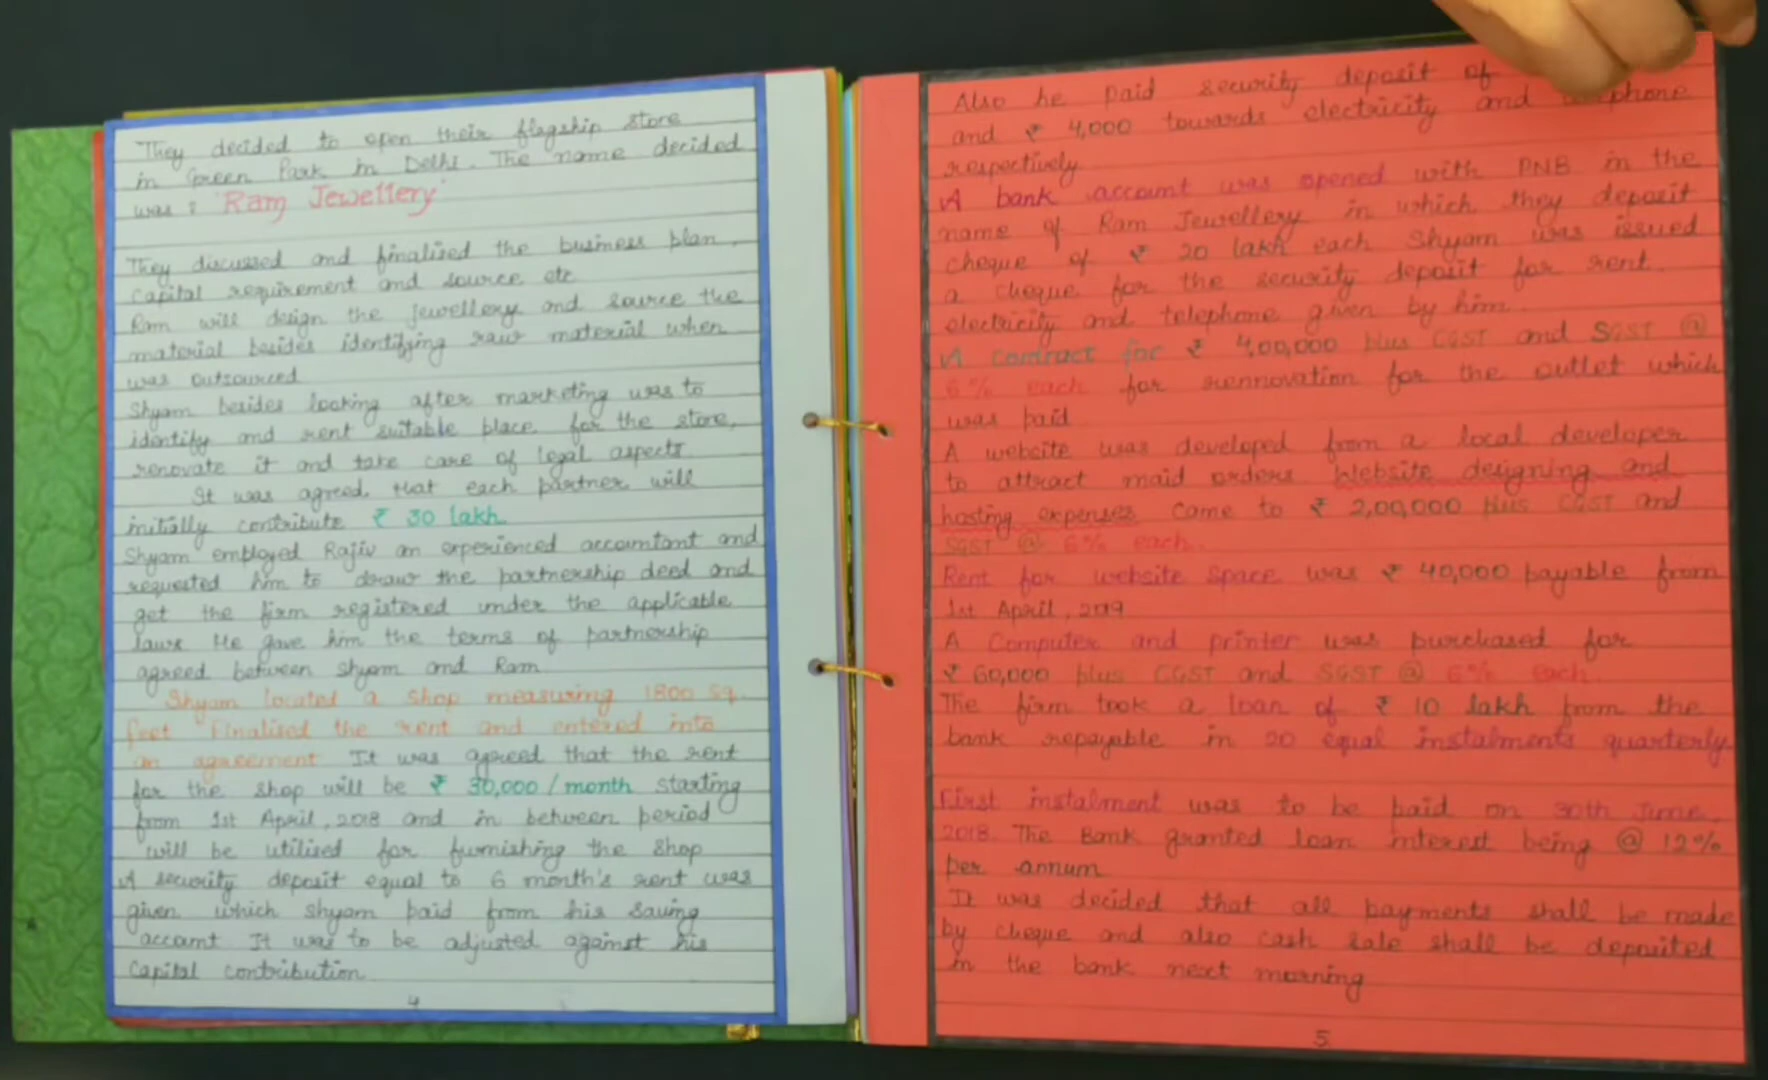 They decided to open their flagship store
in Green Park in Delhi. The name decided
was : 'Ram Jewellery'
They discussed and finalised the business plan,
capital requirement and source etc
Ram will design the jewellery and source the
material besides identifying raw material when
was outsourced
Shyam besides looking after marketing was to
identify and rent suitable place for the store,
renovate it and take care of legal aspects
It was agreed that each partner will
initially contribute ₹ 30 lakh.
Shyam employed Rajiv an experienced accountant and
requested him to draw the partnership deed and
get the firm registered under the applicable
laws He gave him the terms of partnership
agreed between Shyam and Ram
Shyam located a shop measuring 1800 sq.
feet Finalised the rent and entered into
an agreement It was agreed that the rent
for the shop will be ₹ 30,000 / month starting
from 1st April, 2018 and in between period
will be utilised for furnishing the shop
A security deposit equal to 6 month's rent was
given which Shyam paid from his saving
account It was to be adjusted against his
capital contribution
4
Also he paid security deposit of
and ₹ 4,000 towards electricity and
respectively
A bank account was opened with PNB in the
name of Ram Jewellery in which they deposit
cheque of ₹ 20 lakh each Shyam was issued
a cheque for the security deposit for rent
electricity and telephone given by him.
A contract for ₹ 4,00,000 plus CGST and SGST @
6% each for rennovation for the outlet which
was paid
A website was developed from a local developer
to attract maid orders Website designing and
hosting expenses came to ₹ 2,00,000 plus CGST and
SGST @ 6% each.
Rent for website space was ₹ 40,000 payable from
1st April, 2019
A Computer and printer was purchased for
₹ 60,000 plus CGST and SGST @ 6% each.
The firm took a loan of ₹ 10 lakh from the
bank repayable in 20 equal instalments quarterly
First instalment was to be paid on 30th June,
2018. The Bank granted loan interest being @ 12%
per annum
It was decided that all payments shall be made
by cheque and also cash sale shall be deposited
in the bank next morning
5